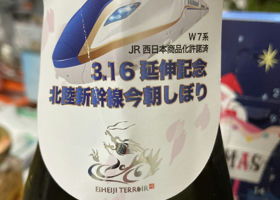 W7系
JR西日本商品化許諾済
3.16 延伸記念
北陸新幹線今朝しぼり
EIHEIJI TERROIR
MAS